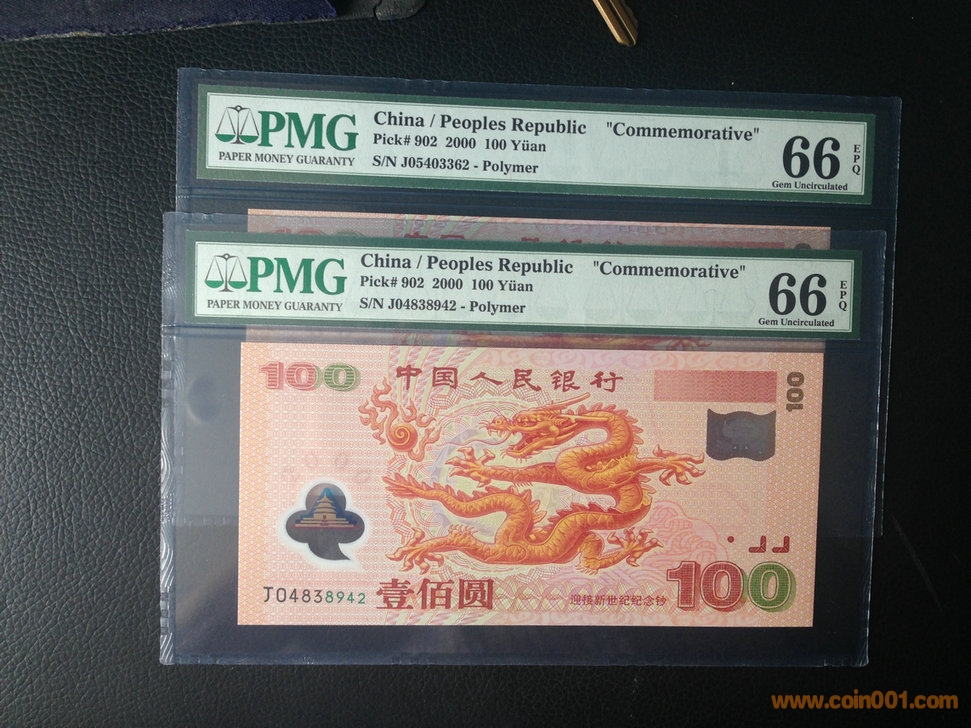 PMG
PAPER MONEY GUARANTY
China / Peoples Republic "Commemorative"
Pick# 902 2000 100 Yüan
S/N J05403362 - Polymer
66 EPQ
Gem Uncirculated
PMG
PAPER MONEY GUARANTY
China / Peoples Republic "Commemorative"
Pick# 902 2000 100 Yüan
S/N J04838942 - Polymer
66 EPQ
Gem Uncirculated
100
中国人民银行
100
J04838942
壹佰圆
迎接新世纪纪念钞
100
www.coin001.com